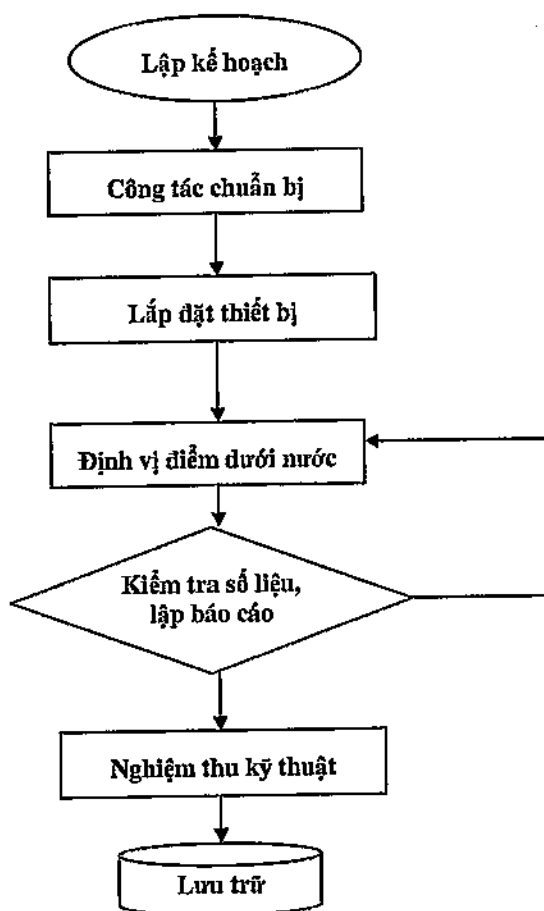 Lập kế hoạch
Công tác chuẩn bị
Lắp đặt thiết bị
Định vị điểm dưới nước
Kiểm tra số liệu,
lập báo cáo
Nghiệm thu kỹ thuật
Lưu trữ